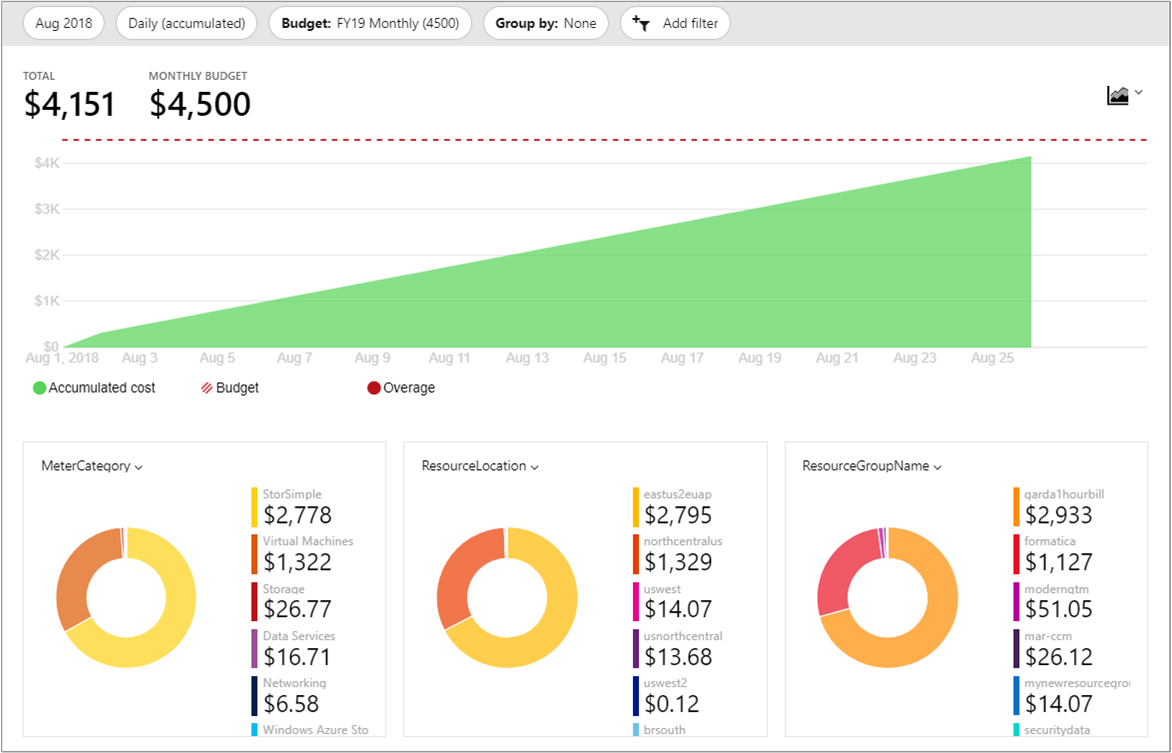 Aug 2018 Daily (accumulated) Budget: FY19 Monthly (4500) Group by: None Add filter
TOTAL MONTHLY BUDGET
$4,151 $4,500
$4K
$3K
$2K
$1K
$0
Aug 1, 2018 Aug 3 Aug 5 Aug 7 Aug 9 Aug 11 Aug 13 Aug 15 Aug 17 Aug 19 Aug 21 Aug 23 Aug 25
Accumulated cost Budget Overage
MeterCategory
StorSimple
$2,778
Virtual Machines
$1,322
Storage
$26.77
Data Services
$16.71
Networking
$6.58
Windows Azure Sto
ResourceLocation
eastus2euap
$2,795
northcentralus
$1,329
uswest
$14.07
usnorthcentral
$13.68
uswest2
$0.12
brsouth
ResourceGroupName
qarda1hourbill
$2,933
formatica
$1,127
modernqtm
$51.05
mar-ccm
$26.12
mynewresourcegrou
$14.07
securitydata